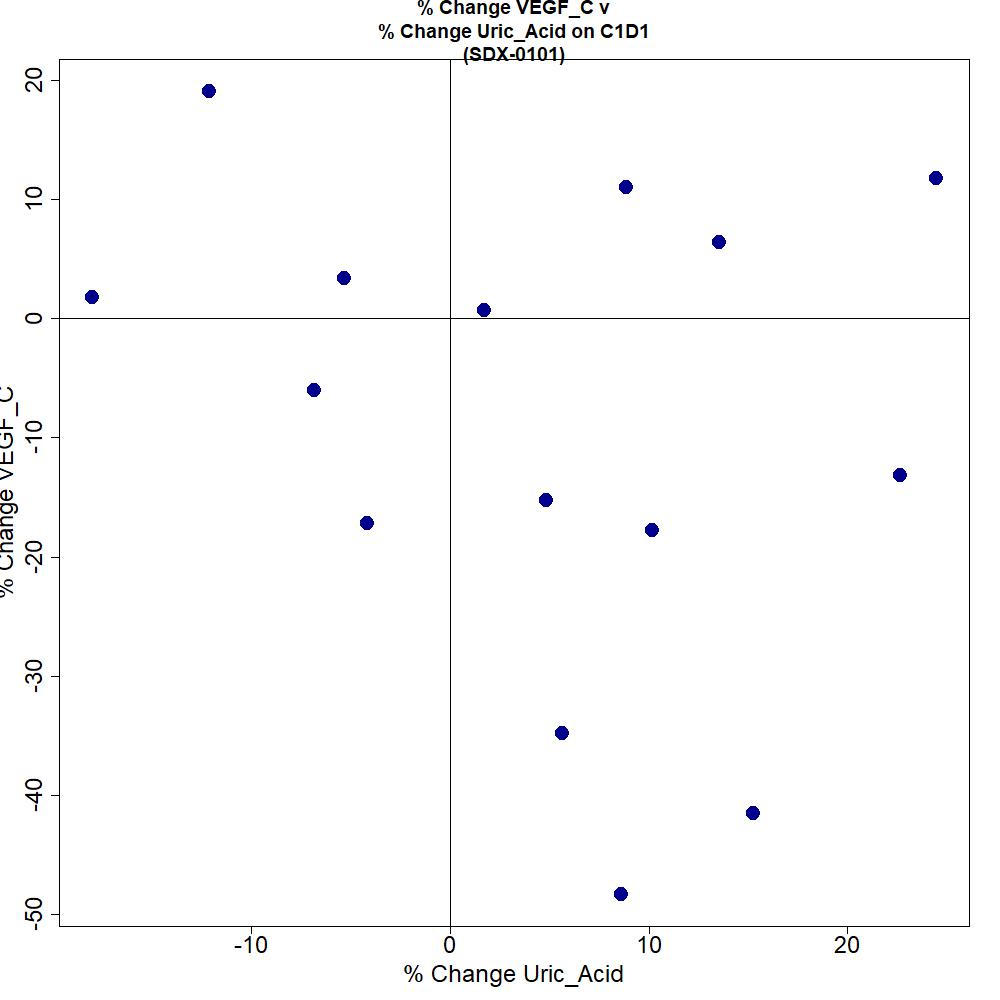 % Change VEGF_C v
% Change Uric_Acid on C1D1
(SDX-0101)
20
10
0
-10
-20
-30
-40
-50
% Change VEGF_C
-10
0
10
20
% Change Uric_Acid